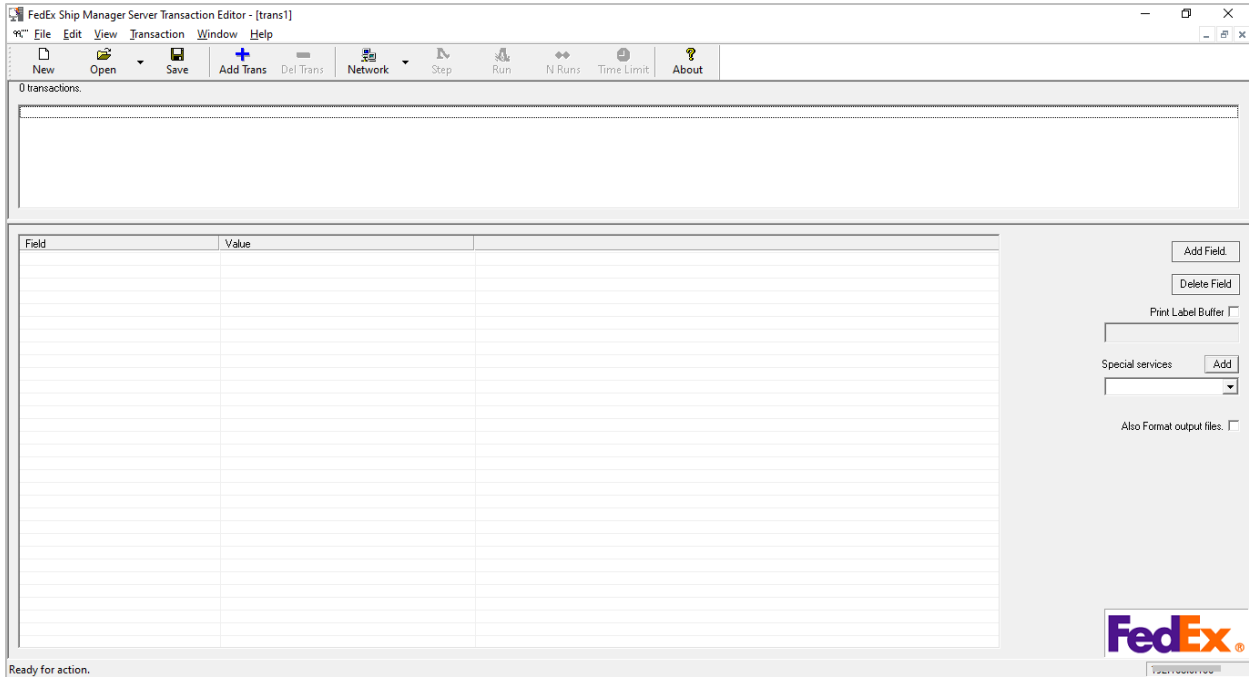 FedEx Ship Manager Server Transaction Editor - [trans1]
File Edit View Transaction Window Help
New Open Save Add Trans Del Trans Network Step Run N Runs Time Limit About
0 transactions.
Field Value
Add Field.
Delete Field
Print Label Buffer
Special services Add
Also Format output files.
FedEx®
Ready for action.